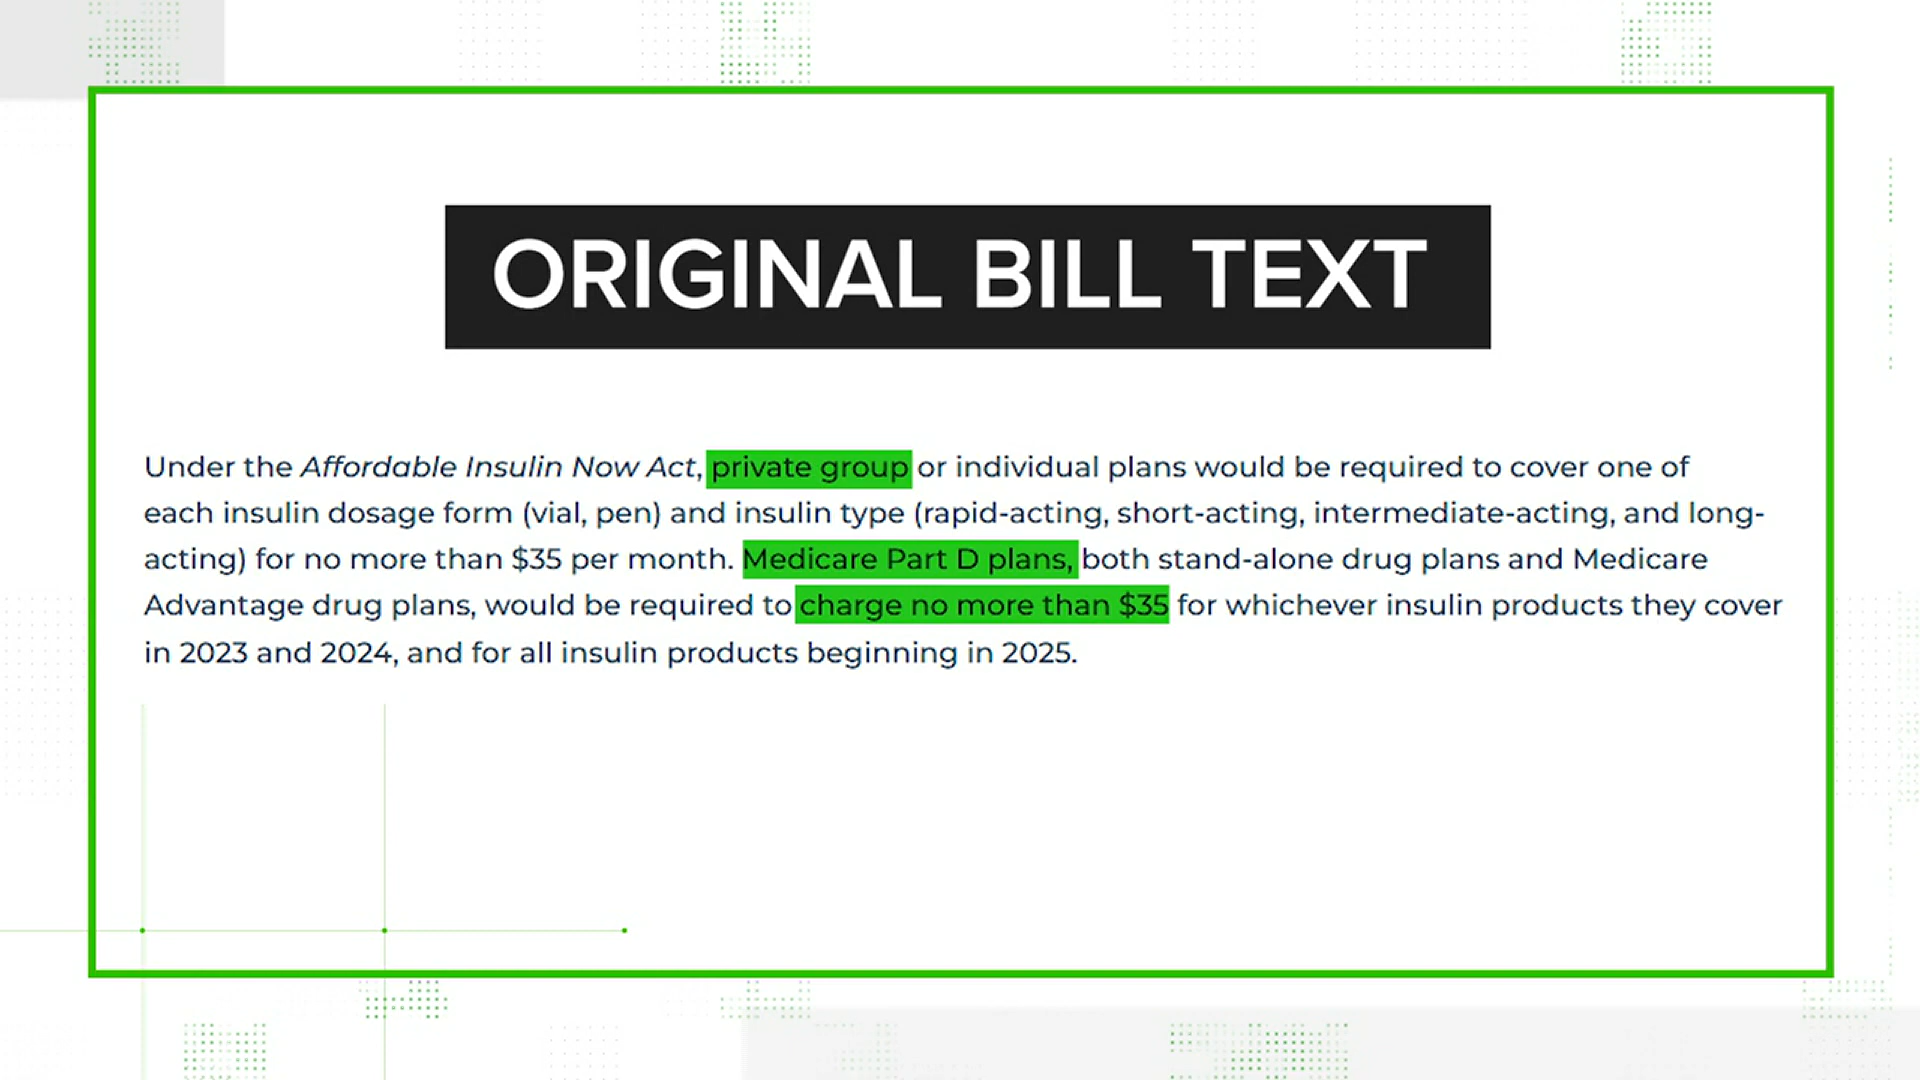 ORIGINAL BILL TEXT
Under the Affordable Insulin Now Act, private group or individual plans would be required to cover one of
each insulin dosage form (vial, pen) and insulin type (rapid-acting, short-acting, intermediate-acting, and long-
acting) for no more than $35 per month. Medicare Part D plans, both stand-alone drug plans and Medicare
Advantage drug plans, would be required to charge no more than $35 for whichever insulin products they cover
in 2023 and 2024, and for all insulin products beginning in 2025.